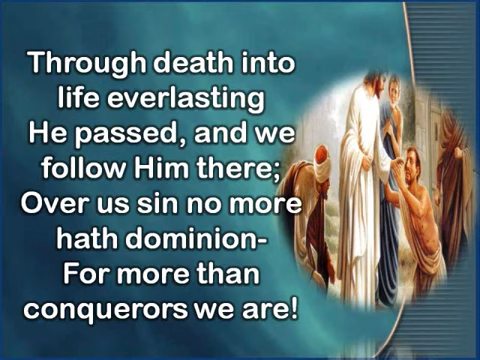 Through death into
life everlasting
He passed, and we
follow Him there;
Over us sin no more
hath dominion-
For more than
conquerors we are!